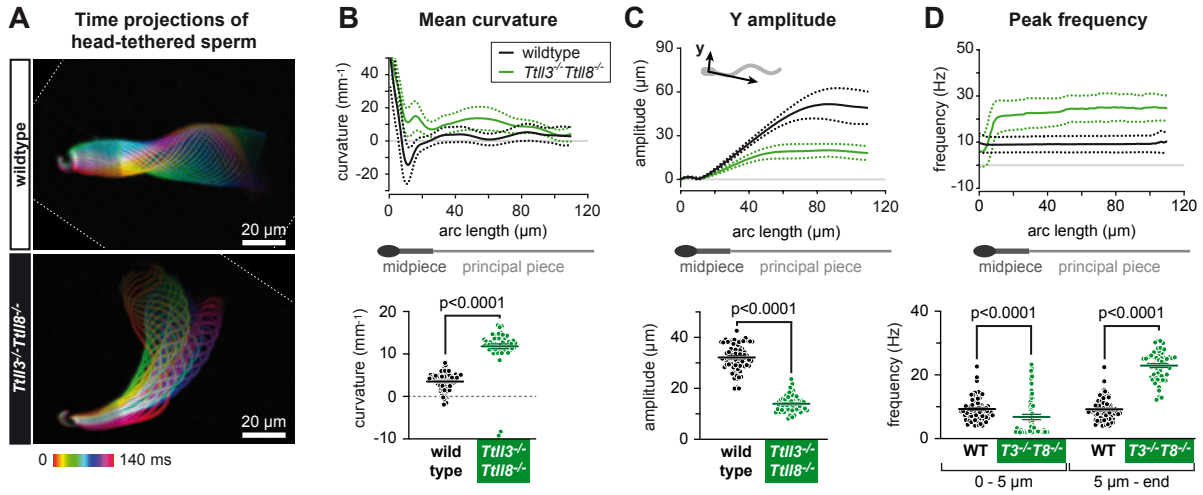 A
Time projections of
head-tethered sperm
wildtype
20 µm
Ttll3-/-Ttll8-/-
20 µm
0 140 ms
B
Mean curvature
wildtype
Ttll3-/-Ttll8-/-
curvature (mm-1)
40
20
0
-20
0 40 80 120
arc length (µm)
midpiece principal piece
p<0.0001
curvature (mm-1)
20
10
0
-10
wild
type
Ttll3-/-
Ttll8-/-
C
Y amplitude
y
amplitude (µm)
90
60
30
0
0 40 80 120
arc length (µm)
midpiece principal piece
p<0.0001
amplitude (µm)
40
20
0
wild
type
Ttll3-/-
Ttll8-/-
D
Peak frequency
frequency (Hz)
50
30
10
-10
0 40 80 120
arc length (µm)
midpiece principal piece
p<0.0001 p<0.0001
frequency (Hz)
40
20
0
WT T3-/-T8-/- WT T3-/-T8-/-
0 - 5 µm 5 µm - end